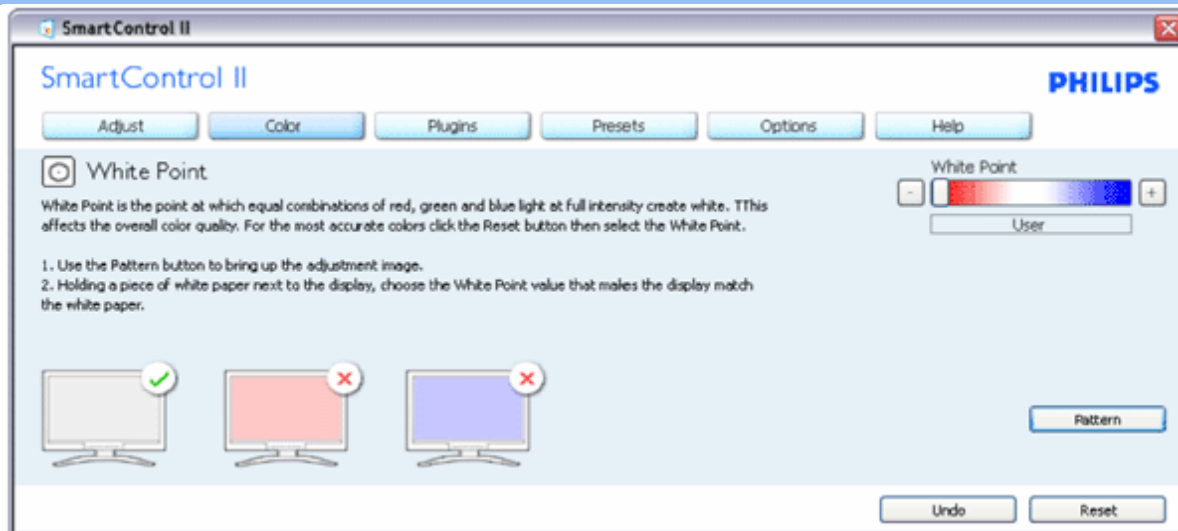 SmartControl II
SmartControl II
PHILIPS
Adjust Color Plugins Presets Options Help
White Point
White Point is the point at which equal combinations of red, green and blue light at full intensity create white. TThis
affects the overall color quality. For the most accurate colors click the Reset button then select the White Point.
1. Use the Pattern button to bring up the adjustment image.
2. Holding a piece of white paper next to the display, choose the White Point value that makes the display match
the white paper.
White Point
- +
User
Pattern
Undo Reset